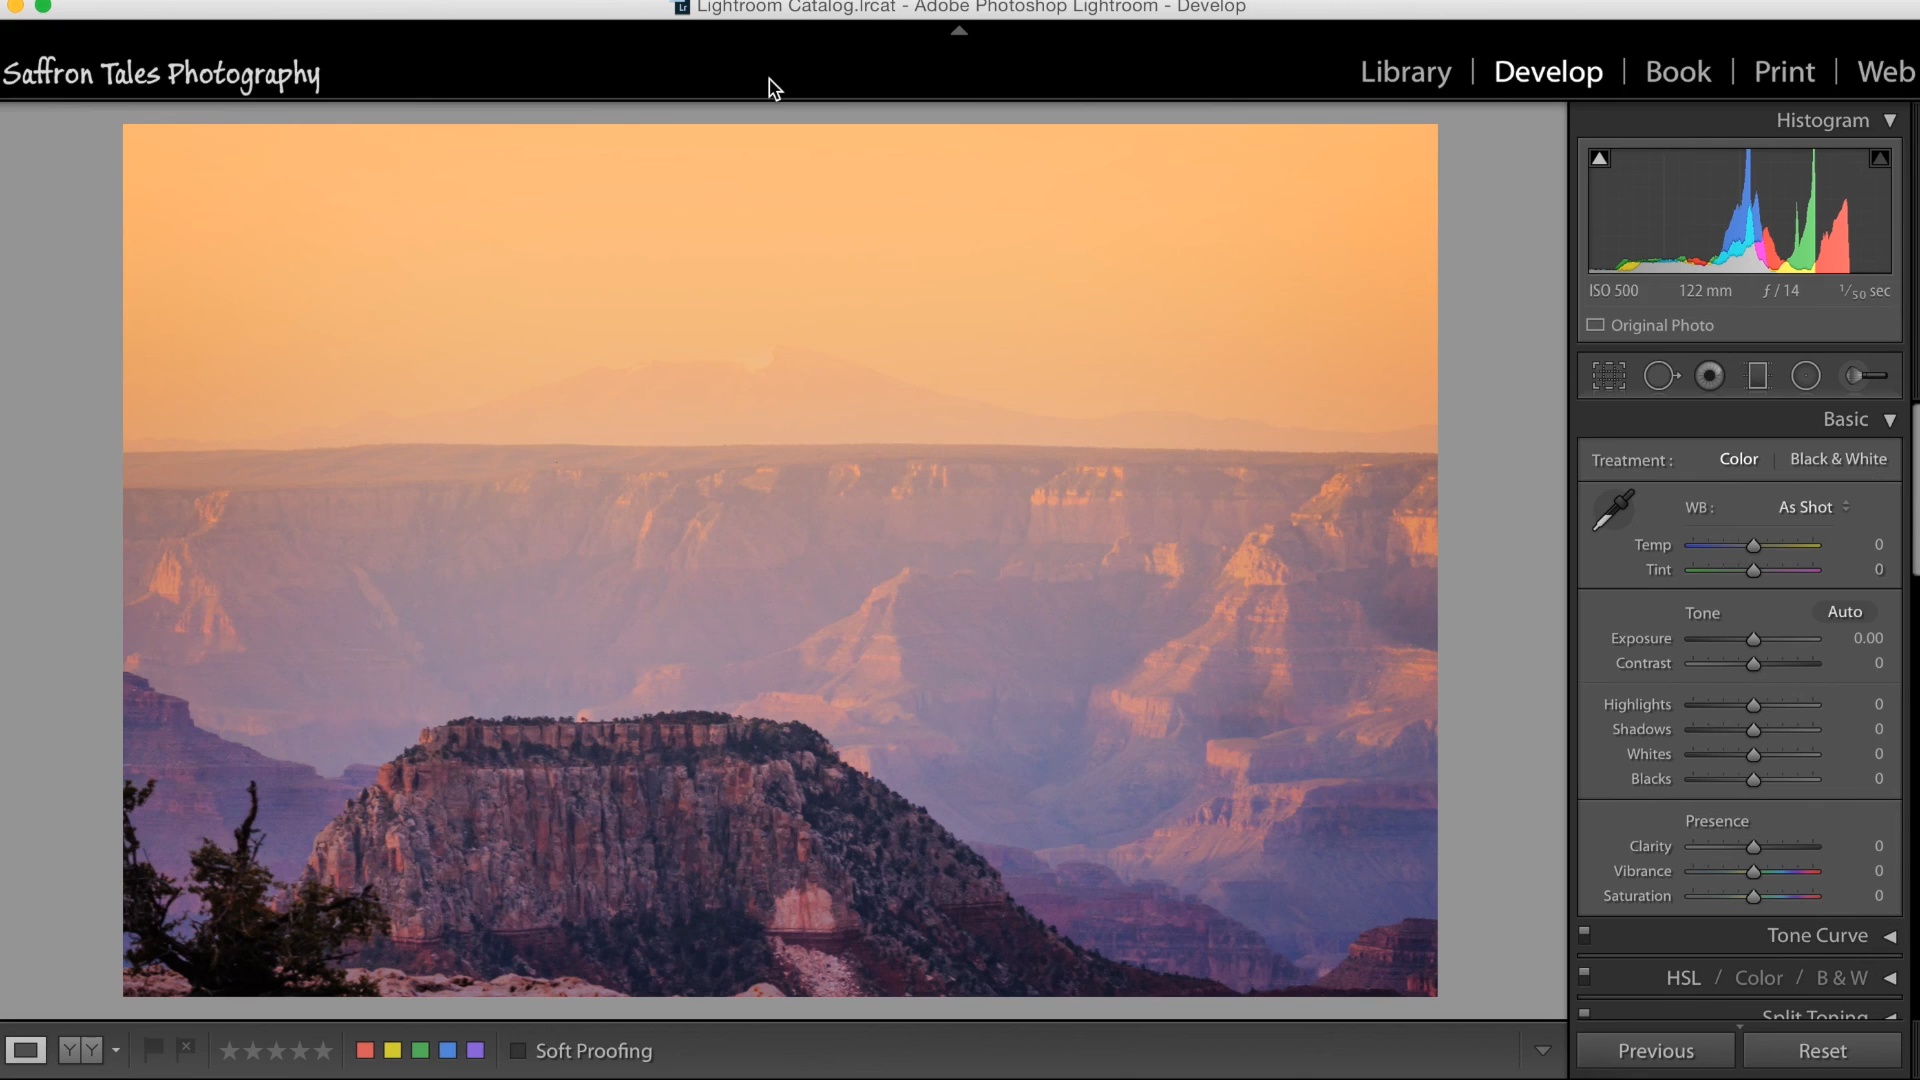 Lightroom Catalog.lrcat - Adobe Photoshop Lightroom - Develop
Saffron Tales Photography
Library | Develop | Book | Print | Web
Histogram
ISO 500 122 mm ƒ / 14 1/50 sec
Original Photo
Basic
Treatment : Color | Black & White
WB : As Shot
Temp 0
Tint 0
Tone Auto
Exposure 0.00
Contrast 0
Highlights 0
Shadows 0
Whites 0
Blacks 0
Presence
Clarity 0
Vibrance 0
Saturation 0
Tone Curve
HSL / Color / B & W
Split Toning
YY Soft Proofing Previous Reset